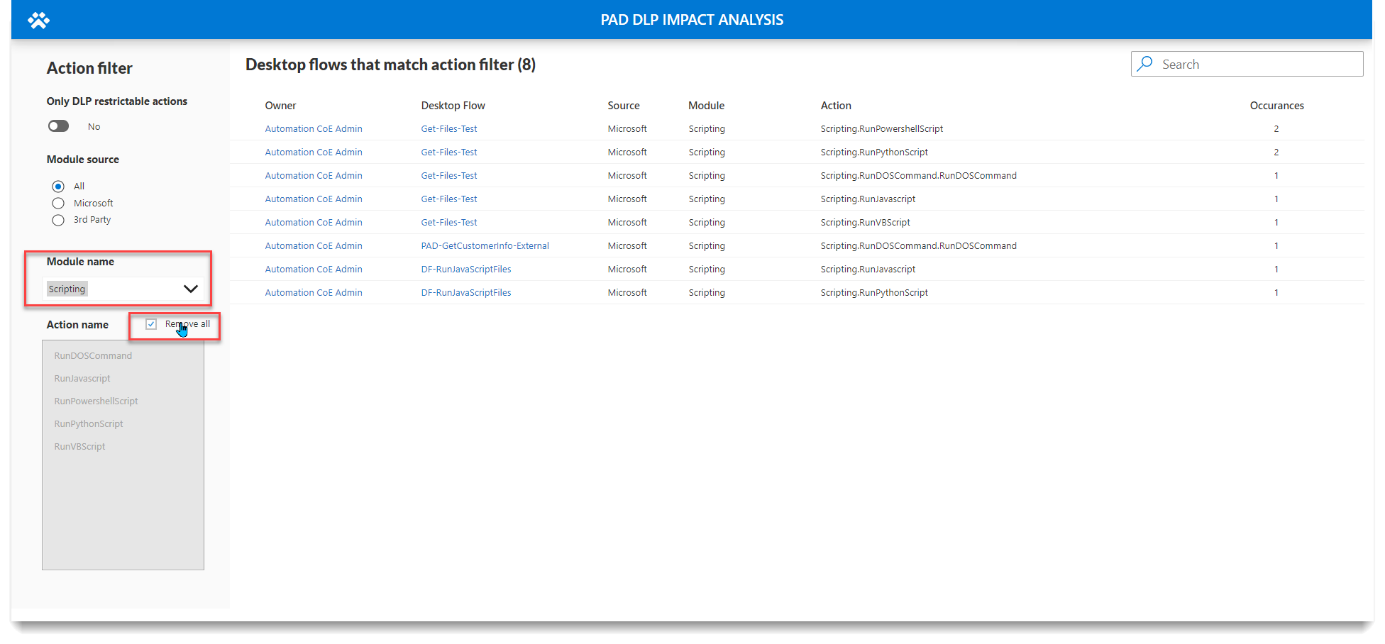 PAD DLP IMPACT ANALYSIS
Action filter
Only DLP restrictable actions
No
Module source
All
Microsoft
3rd Party
Module name
Scripting
Action name
Remove all
RunDOSCommand
RunJavascript
RunPowershellScript
RunPythonScript
RunVBScript
Desktop flows that match action filter (8)
Search
Owner Desktop Flow Source Module Action Occurances
Automation CoE Admin Get-Files-Test Microsoft Scripting Scripting.RunPowershellScript 2
Automation CoE Admin Get-Files-Test Microsoft Scripting Scripting.RunPythonScript 2
Automation CoE Admin Get-Files-Test Microsoft Scripting Scripting.RunDOSCommand.RunDOSCommand 1
Automation CoE Admin Get-Files-Test Microsoft Scripting Scripting.RunJavascript 1
Automation CoE Admin Get-Files-Test Microsoft Scripting Scripting.RunVBScript 1
Automation CoE Admin PAD-GetCustomerInfo-External Microsoft Scripting Scripting.RunDOSCommand.RunDOSCommand 1
Automation CoE Admin DF-RunJavaScriptFiles Microsoft Scripting Scripting.RunJavascript 1
Automation CoE Admin DF-RunJavaScriptFiles Microsoft Scripting Scripting.RunPythonScript 1